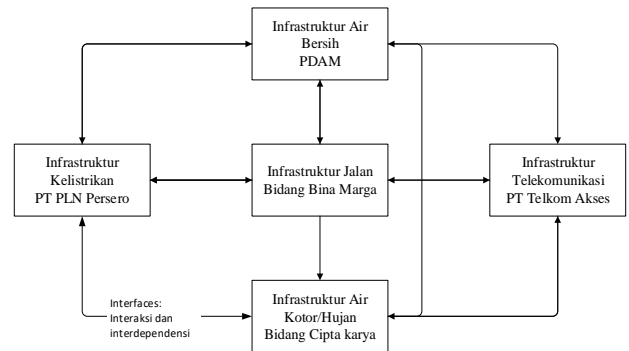 Infrastruktur Air
Bersih
PDAM
Infrastruktur
Kelistrikan
PT PLN Persero
Infrastruktur Jalan
Bidang Bina Marga
Infrastruktur
Telekomunikasi
PT Telkom Akses
Interfaces:
Interaksi dan
interdependensi
Infrastruktur Air
Kotor/Hujan
Bidang Cipta karya